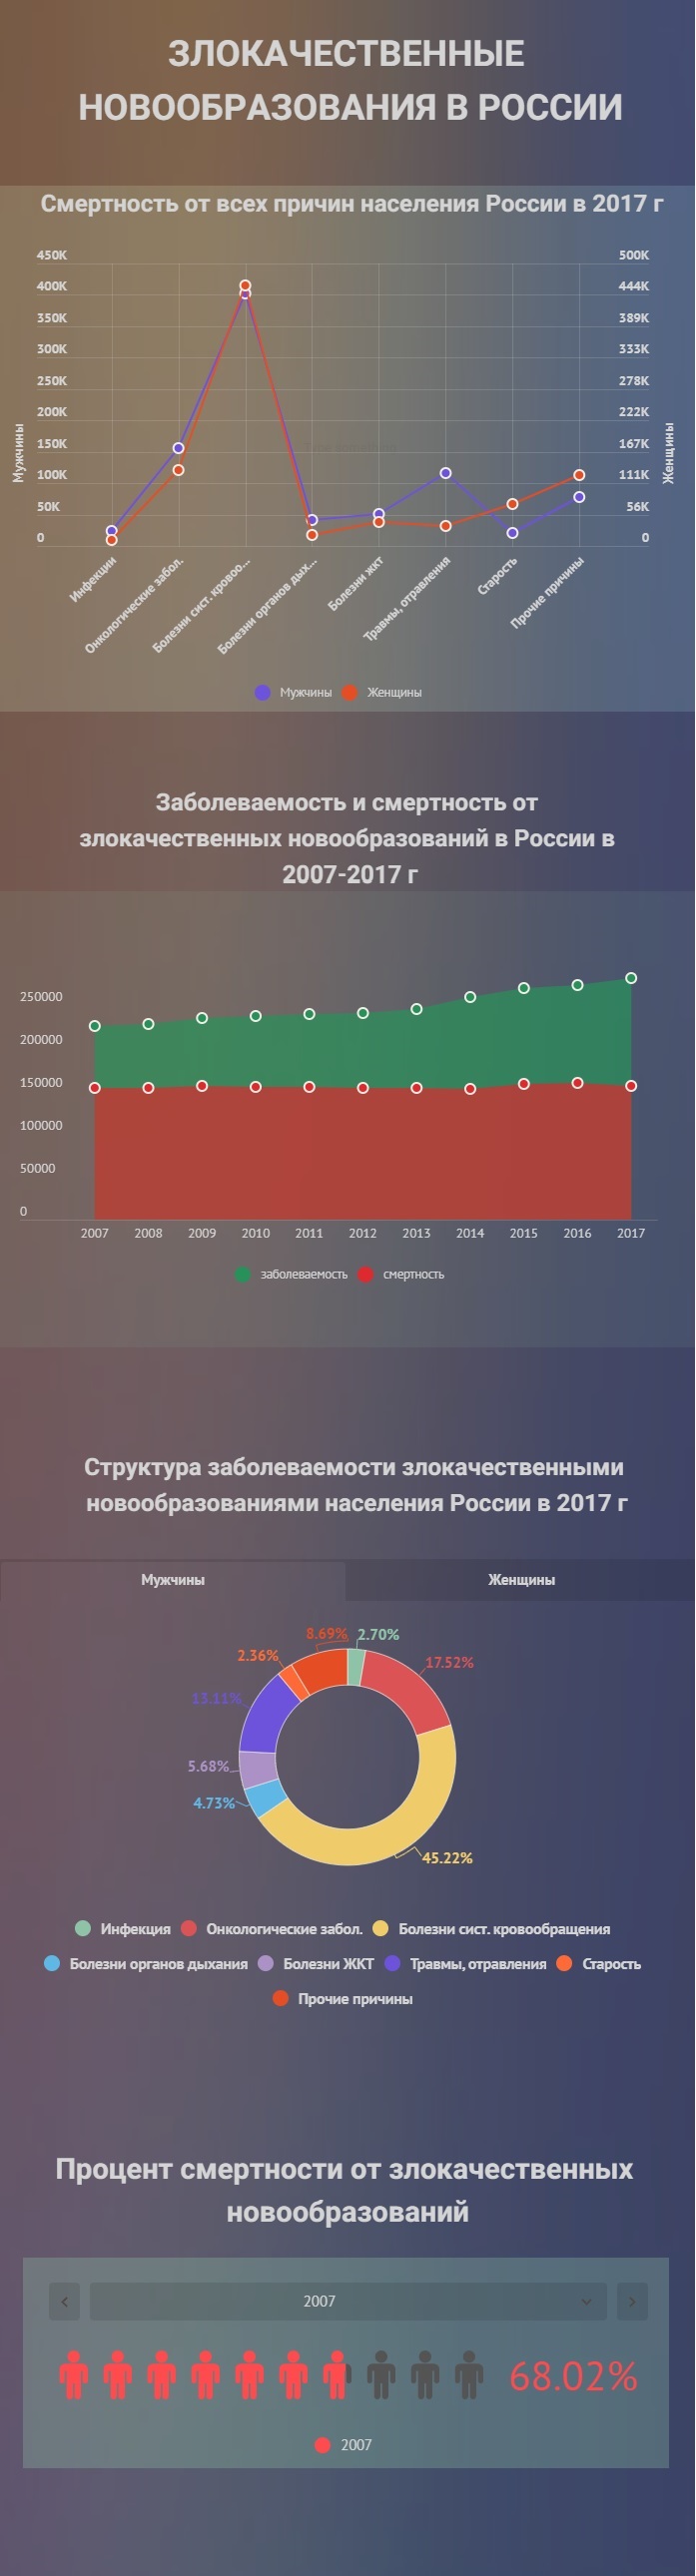 ЗЛОКАЧЕСТВЕННЫЕ
НОВООБРАЗОВАНИЯ В РОССИИ
Смертность от всех причин населения России в 2017 г
450K
400K
350K
300K
250K
200K
150K
100K
50K
0
Мужчины
500K
444K
389K
333K
278K
222K
167K
111K
56K
0
Женщины
Инфекции
Онкологические забол.
Болезни сист. кровоо...
Болезни органов дых...
Болезни жкт
Травмы, отравления
Старость
Прочие причины
Мужчины Женщины
Заболеваемость и смертность от
злокачественных новообразований в России в
2007-2017 г
250000
200000
150000
100000
50000
0
2007 2008 2009 2010 2011 2012 2013 2014 2015 2016 2017
заболеваемость смертность
Структура заболеваемости злокачественными
новообразованиями населения России в 2017 г
Мужчины Женщины
8.69% 2.70%
2.36% 17.52%
13.11%
5.68%
4.73%
45.22%
Инфекция Онкологические забол. Болезни сист. кровообращения
Болезни органов дыхания Болезни ЖКТ Травмы, отравления Старость
Прочие причины
Процент смертности от злокачественных
новообразований
2007
68.02%
2007